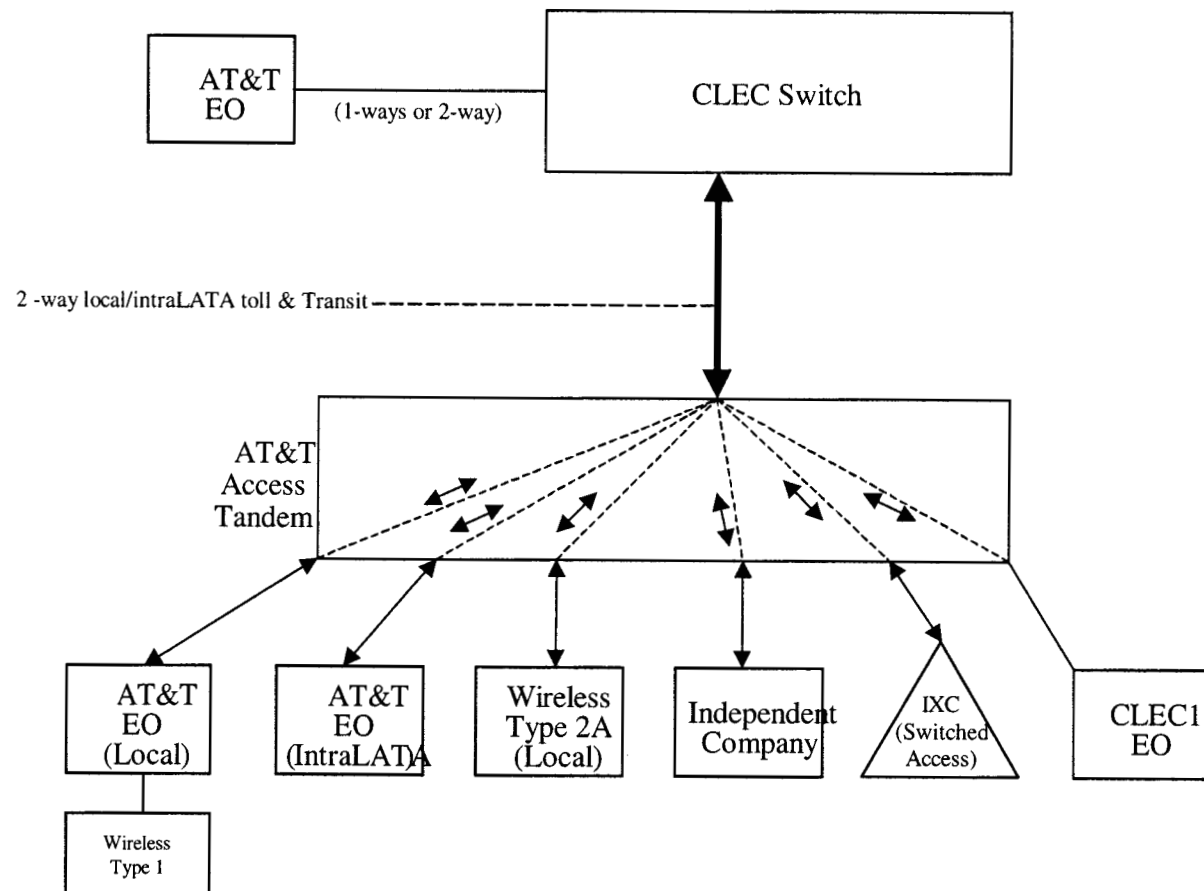 AT&T
EO
(1-ways or 2-way)
CLEC Switch
2 -way local/intraLATA toll & Transit
AT&T
Access
Tandem
AT&T
EO
(Local)
AT&T
EO
(IntraLAT)A
Wireless
Type 2A
(Local)
Independent
Company
IXC
(Switched
Access)
CLEC1
EO
Wireless
Type 1